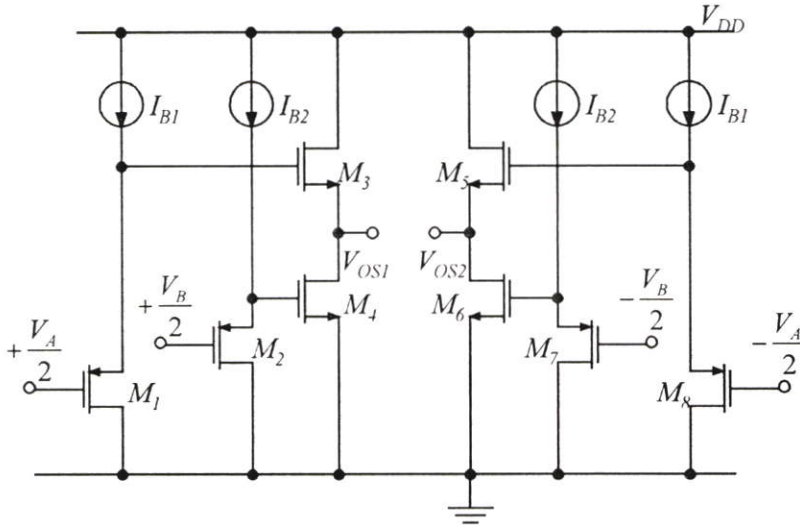 V_DD
I_B1
I_B2
I_B2
I_B1
M_3
M_5
V_OS1
V_OS2
+ V_B/2
M_4
M_6
− V_B/2
+ V_A/2
M_2
M_7
− V_A/2
M_1
M_8